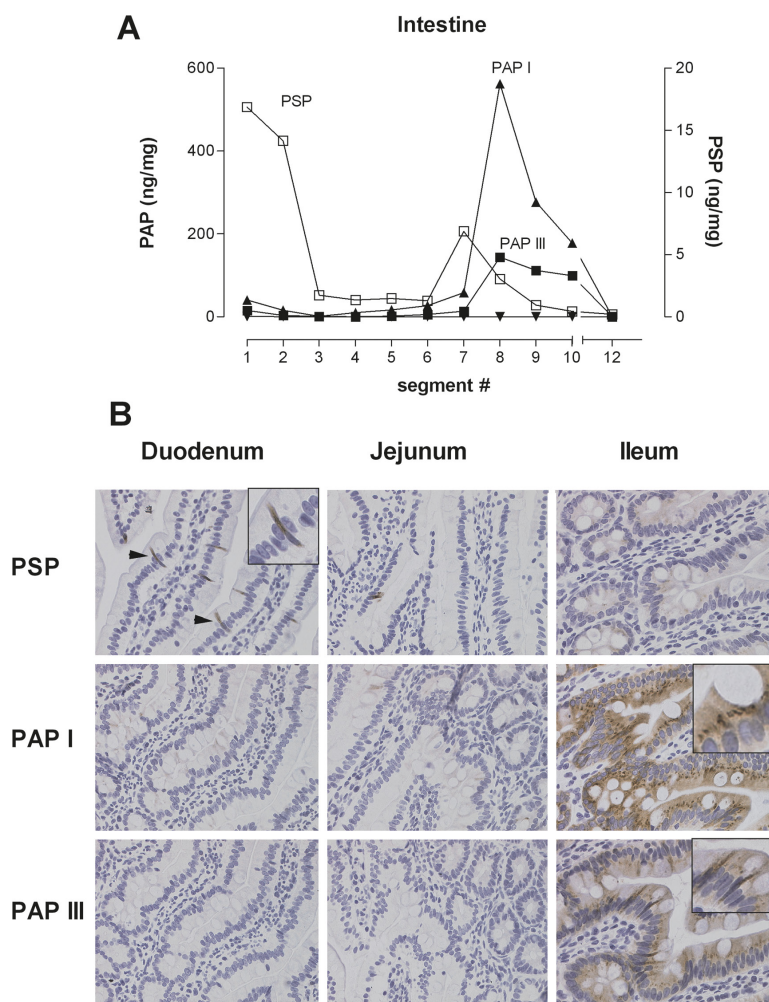 A
Intestine
PAP (ng/mg)
600
400
200
0
PSP
PAP I
PAP III
20
15
10
5
0
PSP (ng/mg)
1 2 3 4 5 6 7 8 9 10 12
segment #
B
Duodenum Jejunum Ileum
PSP
PAP I
PAP III